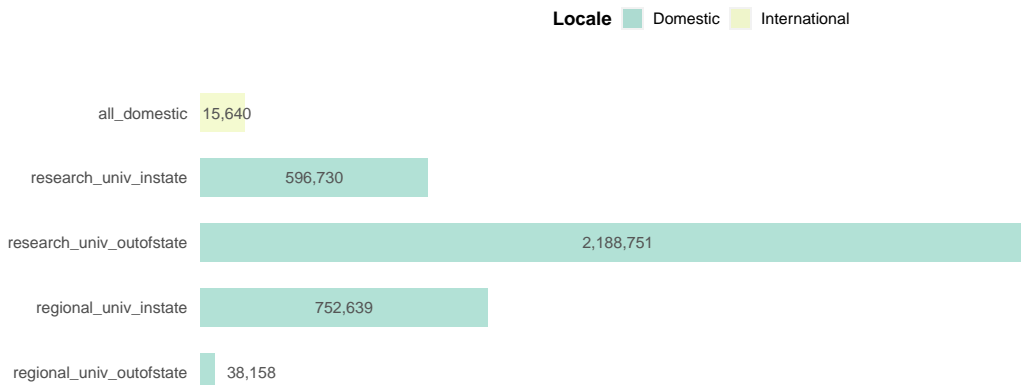 Locale Domestic International
all_domestic 15,640
research_univ_instate 596,730
research_univ_outofstate 2,188,751
regional_univ_instate 752,639
regional_univ_outofstate 38,158